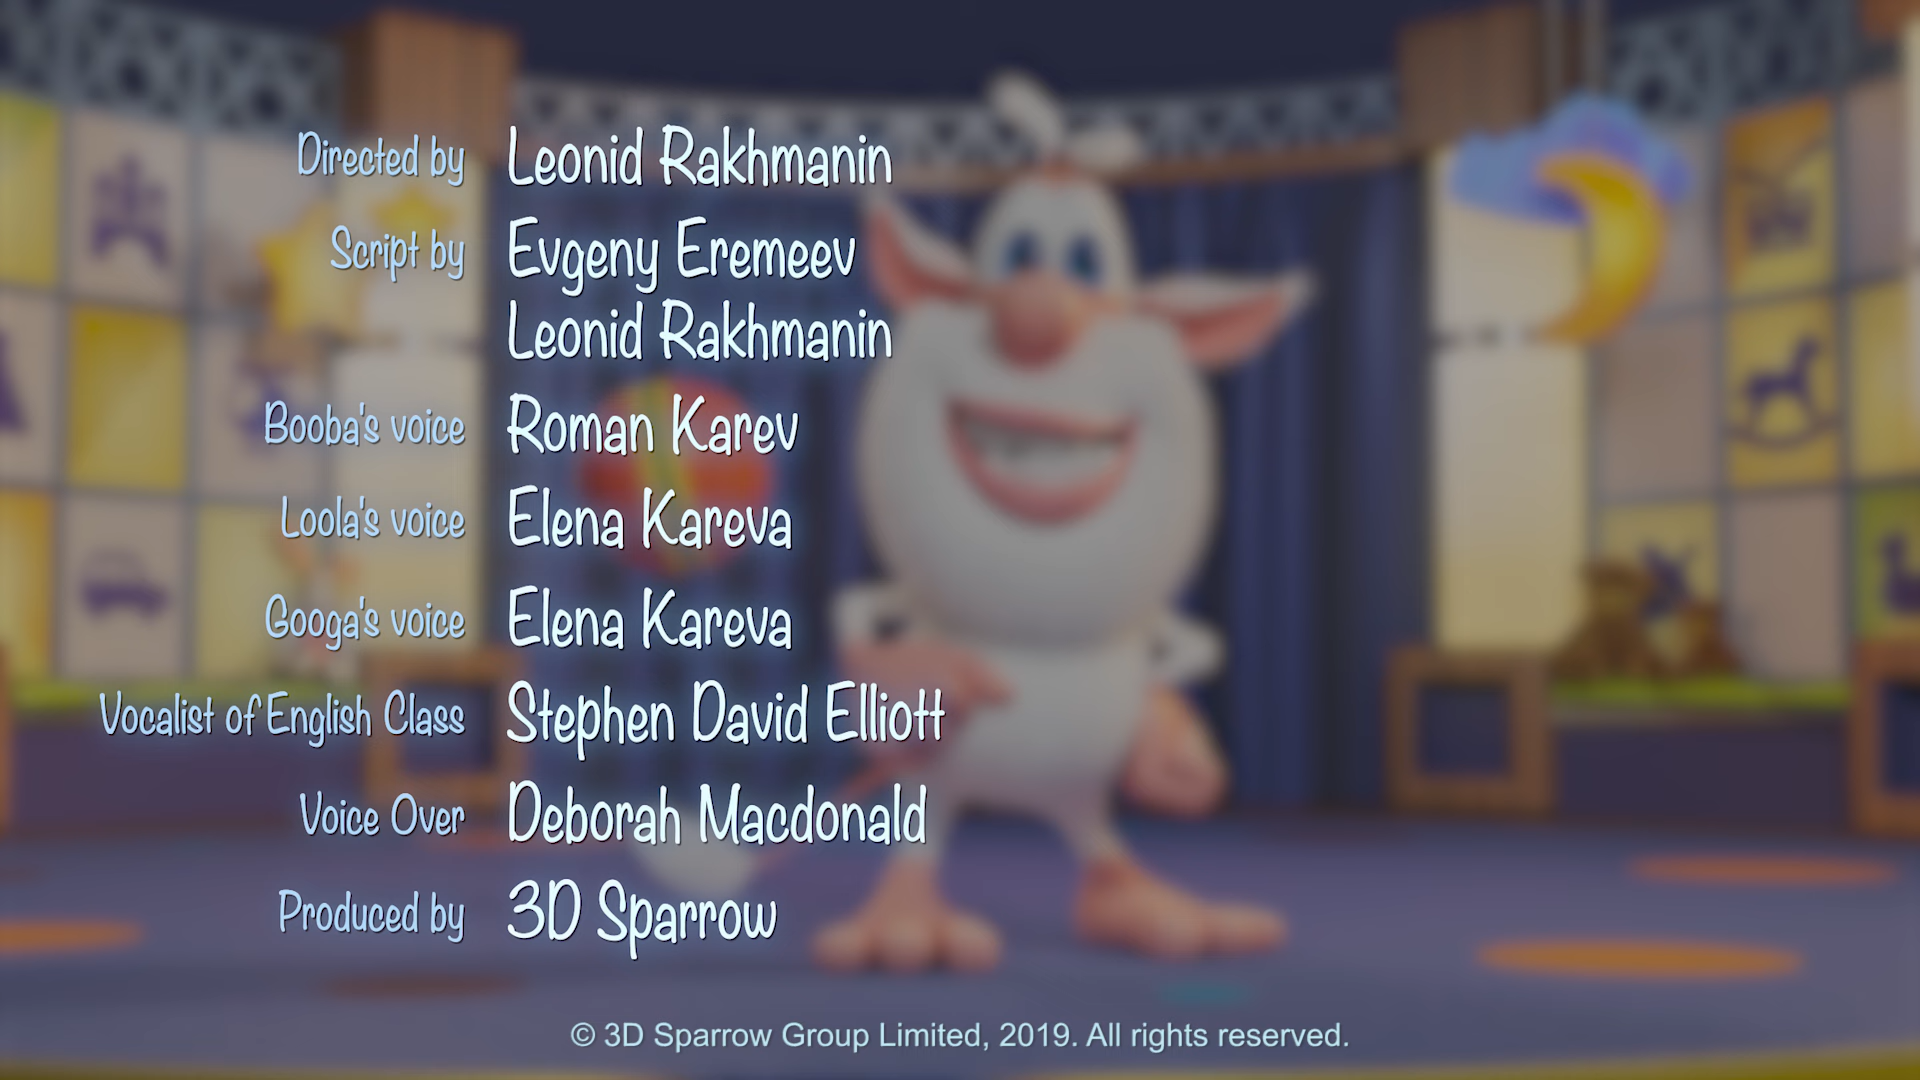 Directed by Leonid Rakhmanin
Script by Evgeny Eremeev
Leonid Rakhmanin
Booba's voice Roman Karev
Loola's voice Elena Kareva
Googa's voice Elena Kareva
Vocalist of English Class Stephen David Elliott
Voice Over Deborah Macdonald
Produced by 3D Sparrow
© 3D Sparrow Group Limited, 2019. All rights reserved.